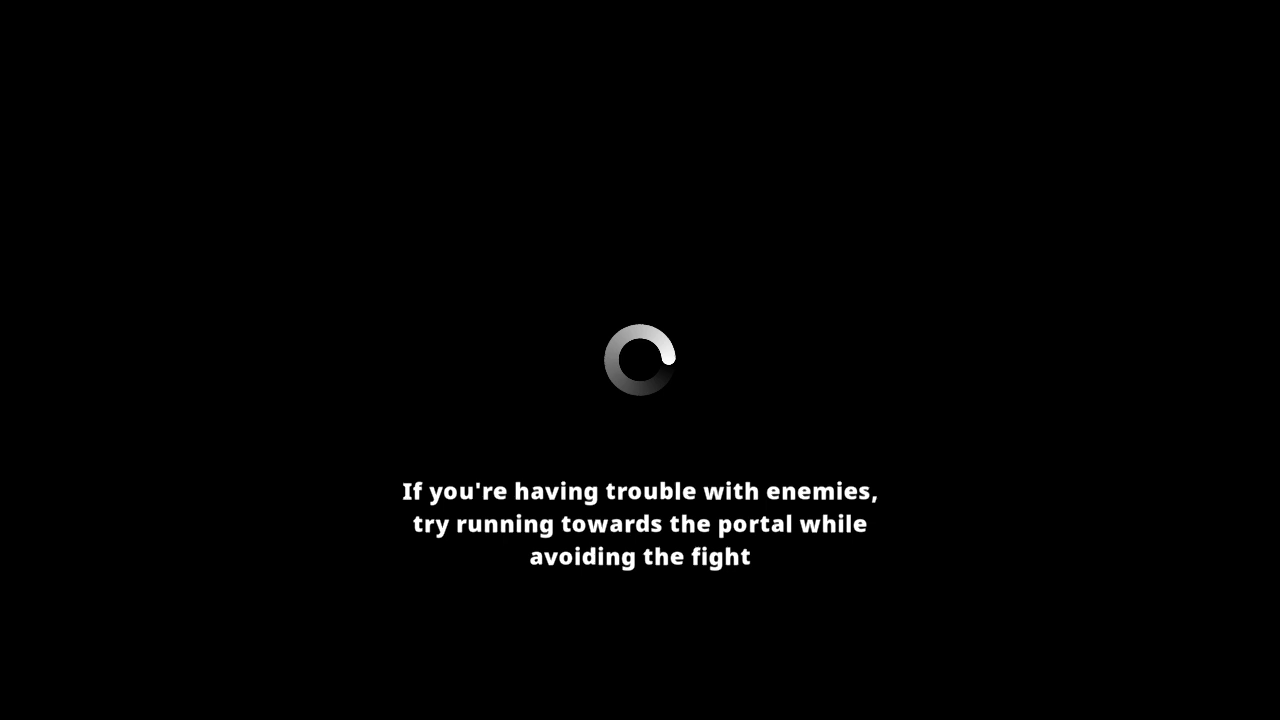 If you're having trouble with enemies,
try running towards the portal while
avoiding the fight